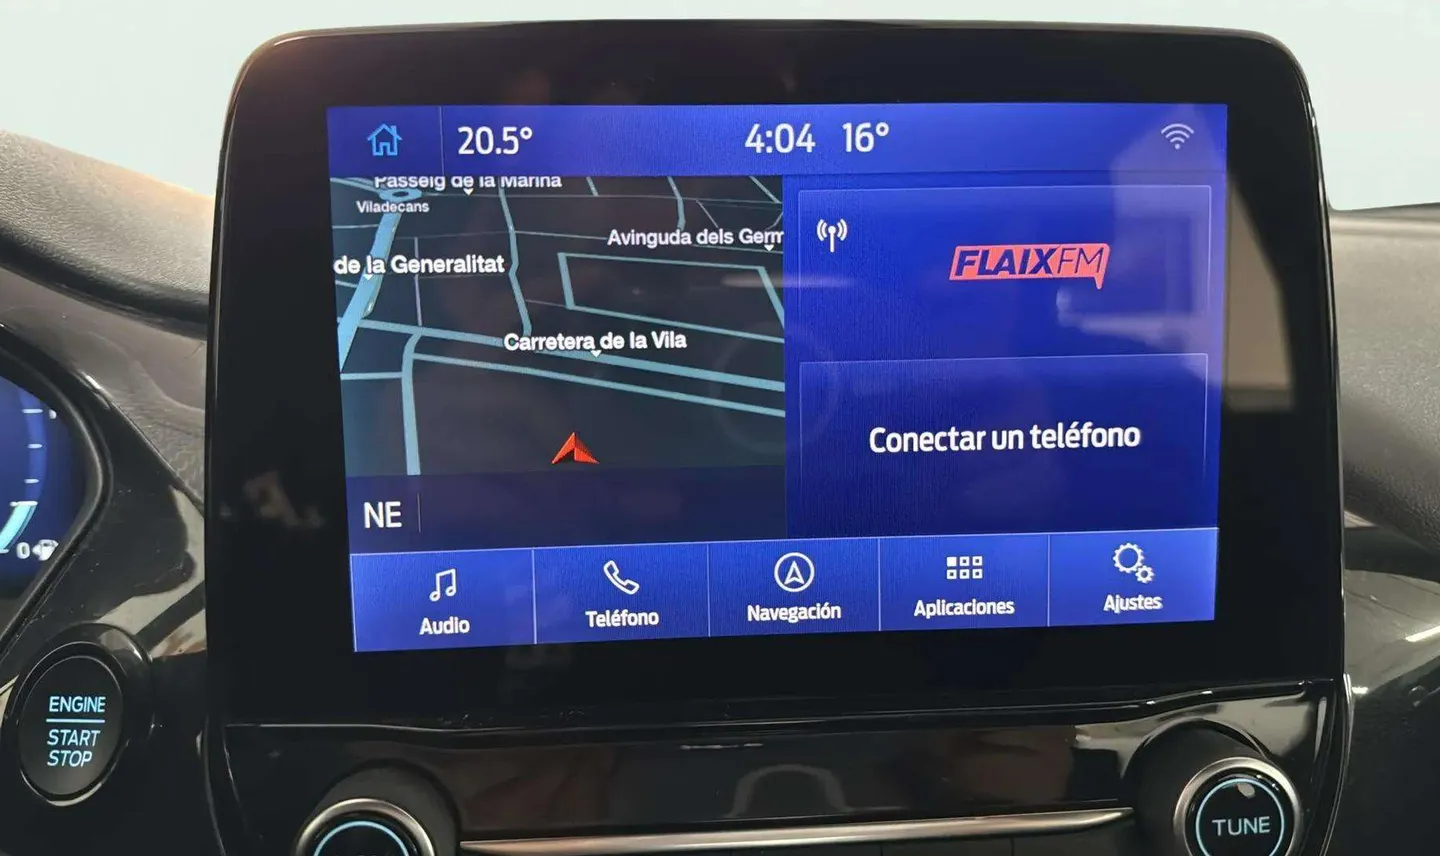 20.5° 4:04 16°
Passeig de la Marina
Viladecans
Avinguda dels Germ
de la Generalitat
Carretera de la Vila
NE
FLAIXFM
Conectar un teléfono
Audio
Teléfono
Navegación
Aplicaciones
Ajustes
0
ENGINE
START
STOP
TUNE